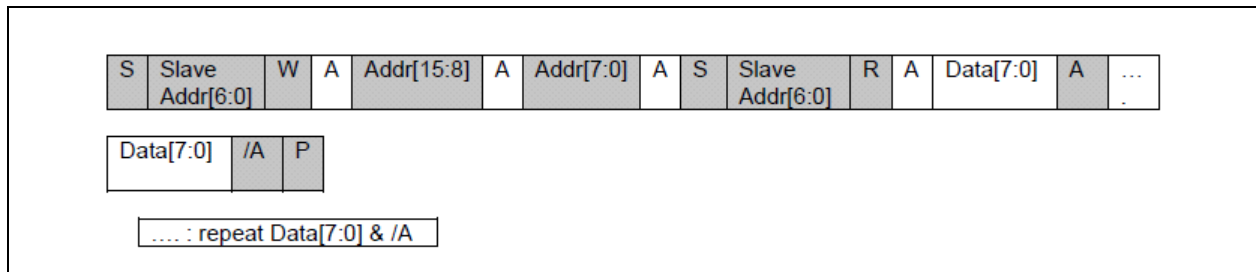 S Slave W A Addr[15:8] A Addr[7:0] A S Slave R A Data[7:0] A ...
Addr[6:0] Addr[6:0] .
Data[7:0] /A P
.... : repeat Data[7:0] & /A